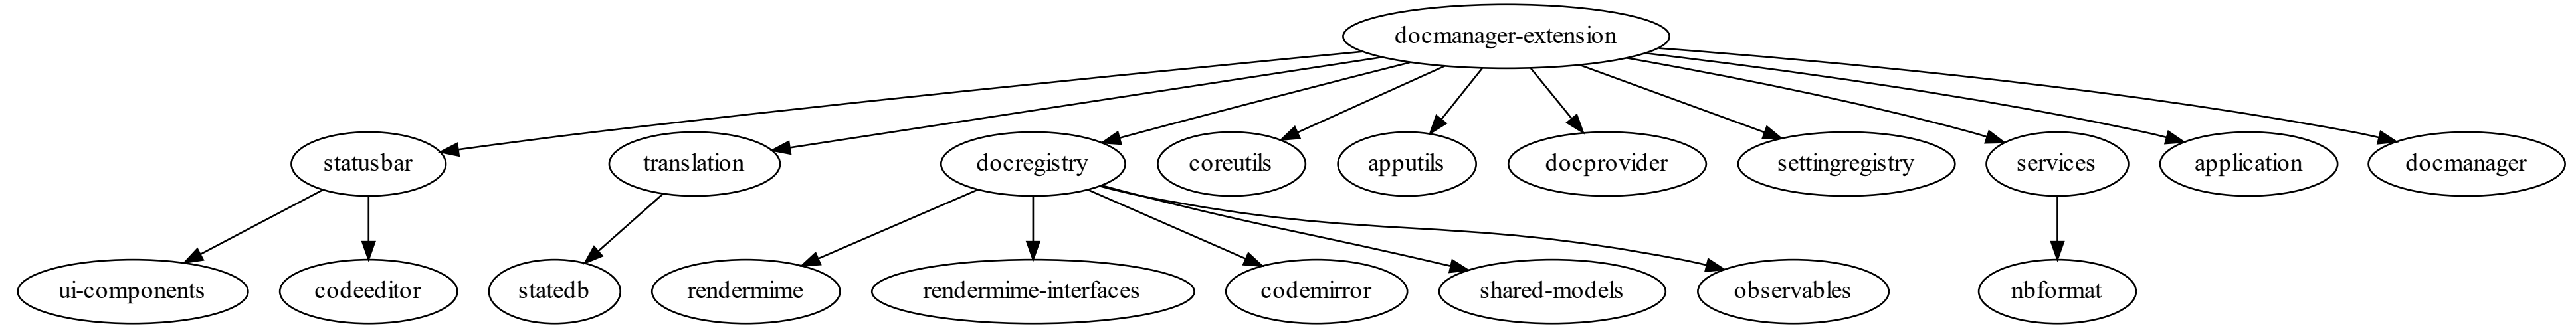 docmanager-extension
statusbar
translation
docregistry
coreutils
apputils
docprovider
settingregistry
services
application
docmanager
ui-components
codeeditor
statedb
rendermime
rendermime-interfaces
codemirror
shared-models
observables
nbformat